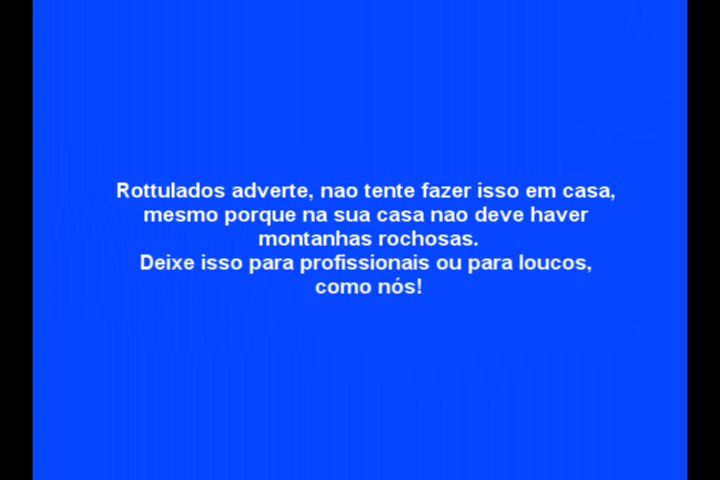 Rottulados adverte, nao tente fazer isso em casa,
mesmo porque na sua casa nao deve haver
montanhas rochosas.
Deixe isso para profissionais ou para loucos,
como nós!